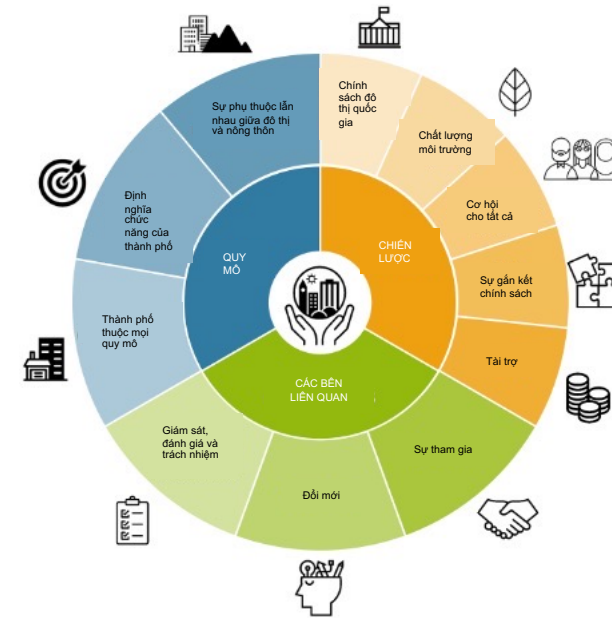 Chính
sách đô
thị quốc
gia
Chất lượng
môi trường
Cơ hội
cho tất cả
Sự gắn kết
chính sách
Tài trợ
CHIẾN
LƯỢC
Sự phụ thuộc lẫn
nhau giữa đô thị
và nông thôn
Định
nghĩa
chức
năng của
thành phố
Thành phố
thuộc mọi
quy mô
QUY
MÔ
CÁC BÊN
LIÊN QUAN ;
Giám sát,
đánh giá và
trách nhiệm
Đổi mới
Sự tham gia